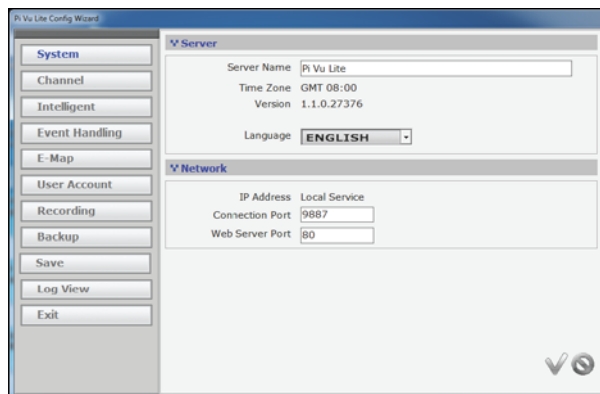 Pi Vu Lite Config Wizard
System
Channel
Intelligent
Event Handling
E-Map
User Account
Recording
Backup
Save
Log View
Exit
Server
Server Name Pi Vu Lite
Time Zone GMT 08:00
Version 1.1.0.27376
Language ENGLISH
Network
IP Address Local Service
Connection Port 9887
Web Server Port 80